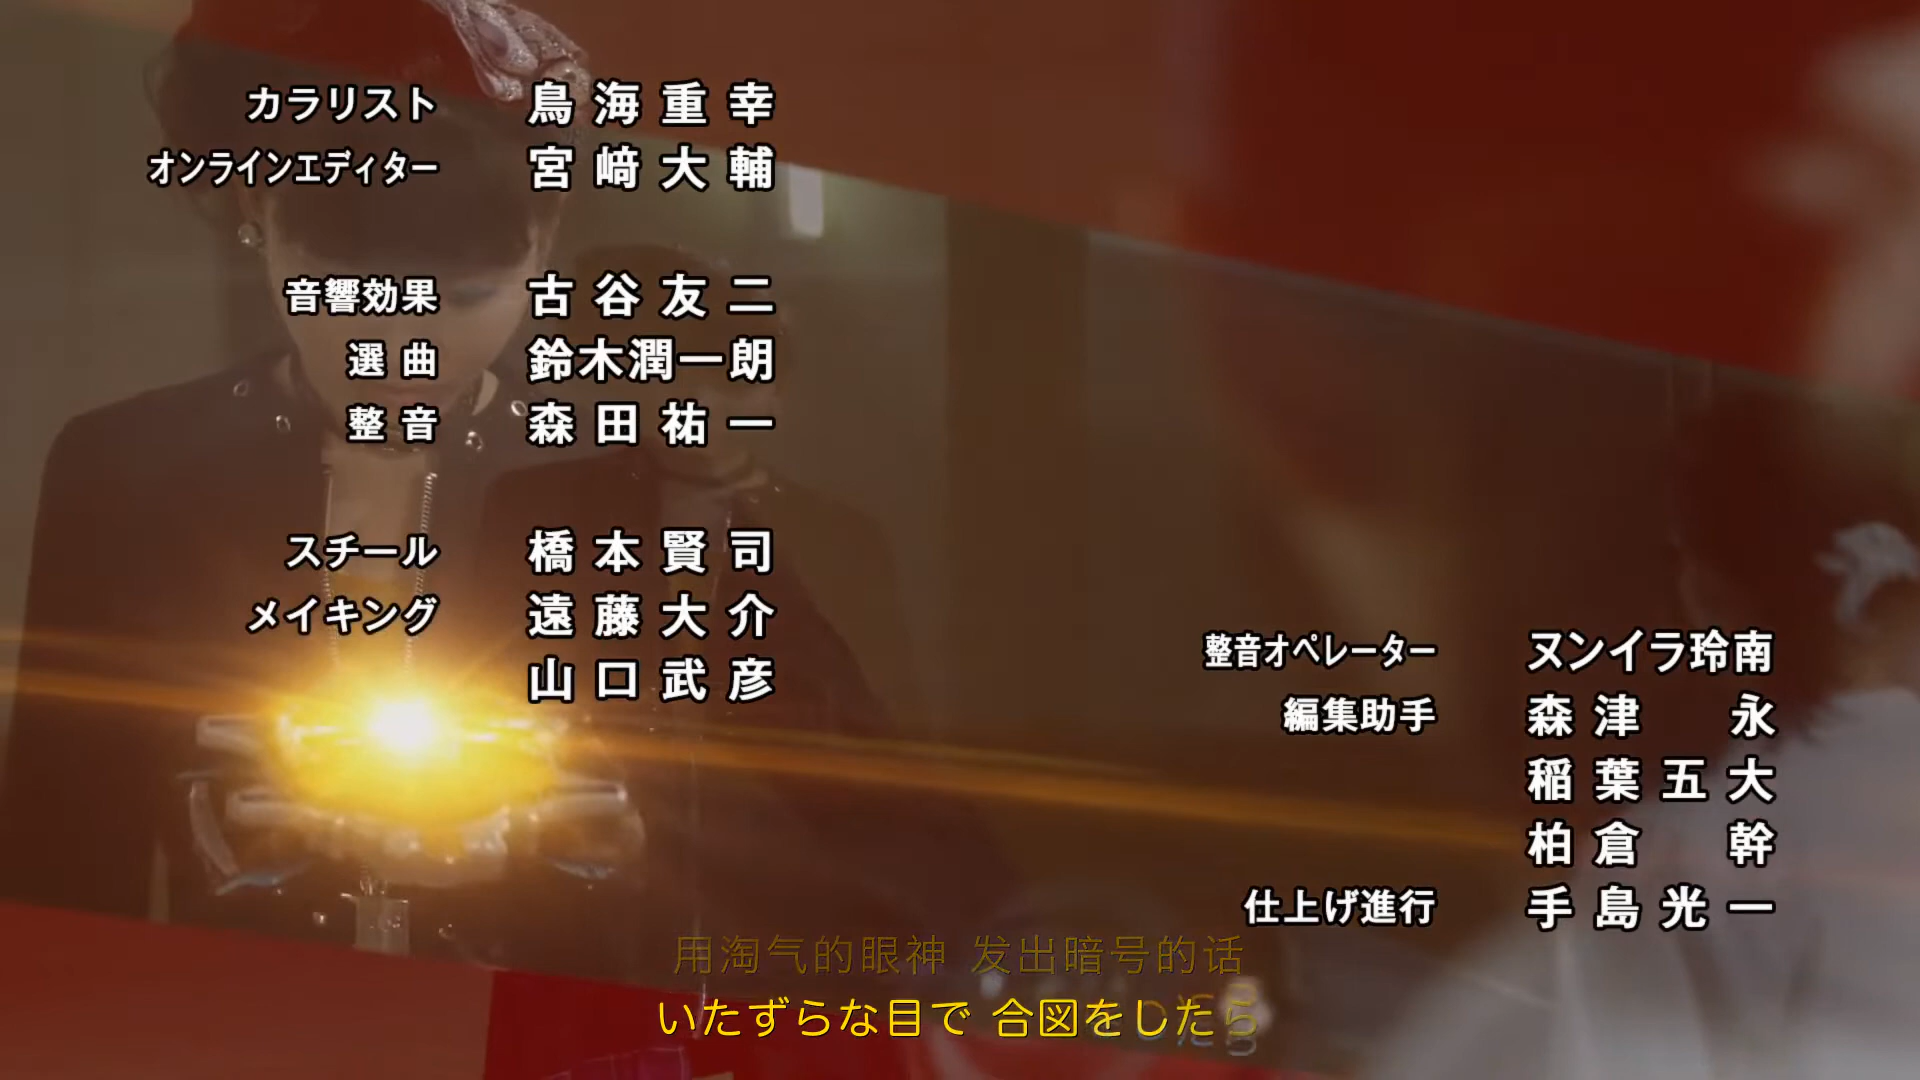 カラリスト 鳥海重幸
オンラインエディター 宮﨑大輔
音響効果 古谷友二
選曲 鈴木潤一朗
整音 森田祐一
スチール 橋本賢司
メイキング 遠藤大介
山口武彦
整音オペレーター ヌンイラ玲南
編集助手 森津永
稲葉五大
柏倉幹
仕上げ進行 手島光一
用淘气的眼神 发出暗号的话
いたずらな目で 合図をしたら